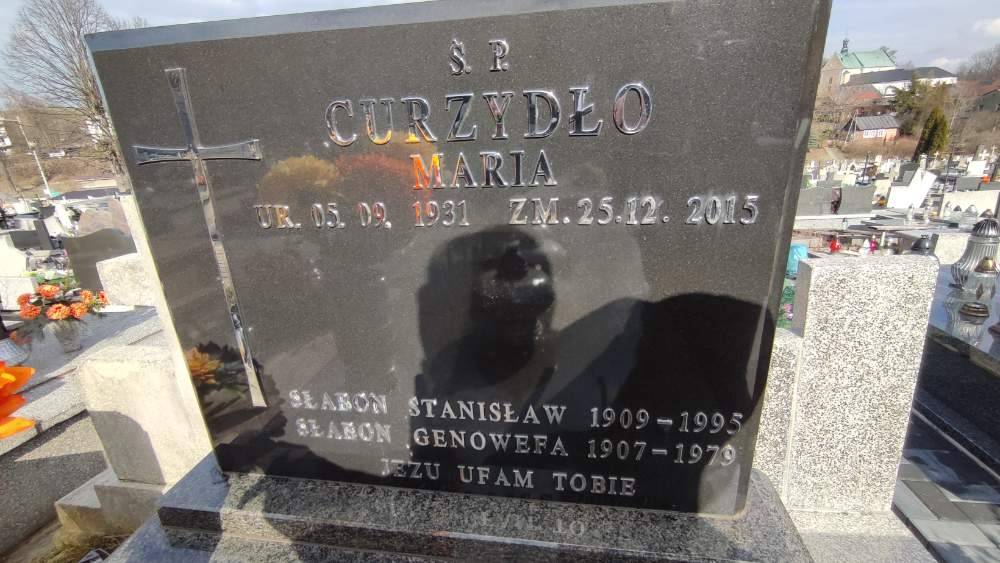 Ś. P.
CURZYDŁO
MARIA
UR. 05. 09. 1931 ZM. 25.12. 2015
SŁABOŃ STANISŁAW 1909 - 1995
SŁABOŃ GENOWEFA 1907 - 1979
JEZU UFAM TOBIE